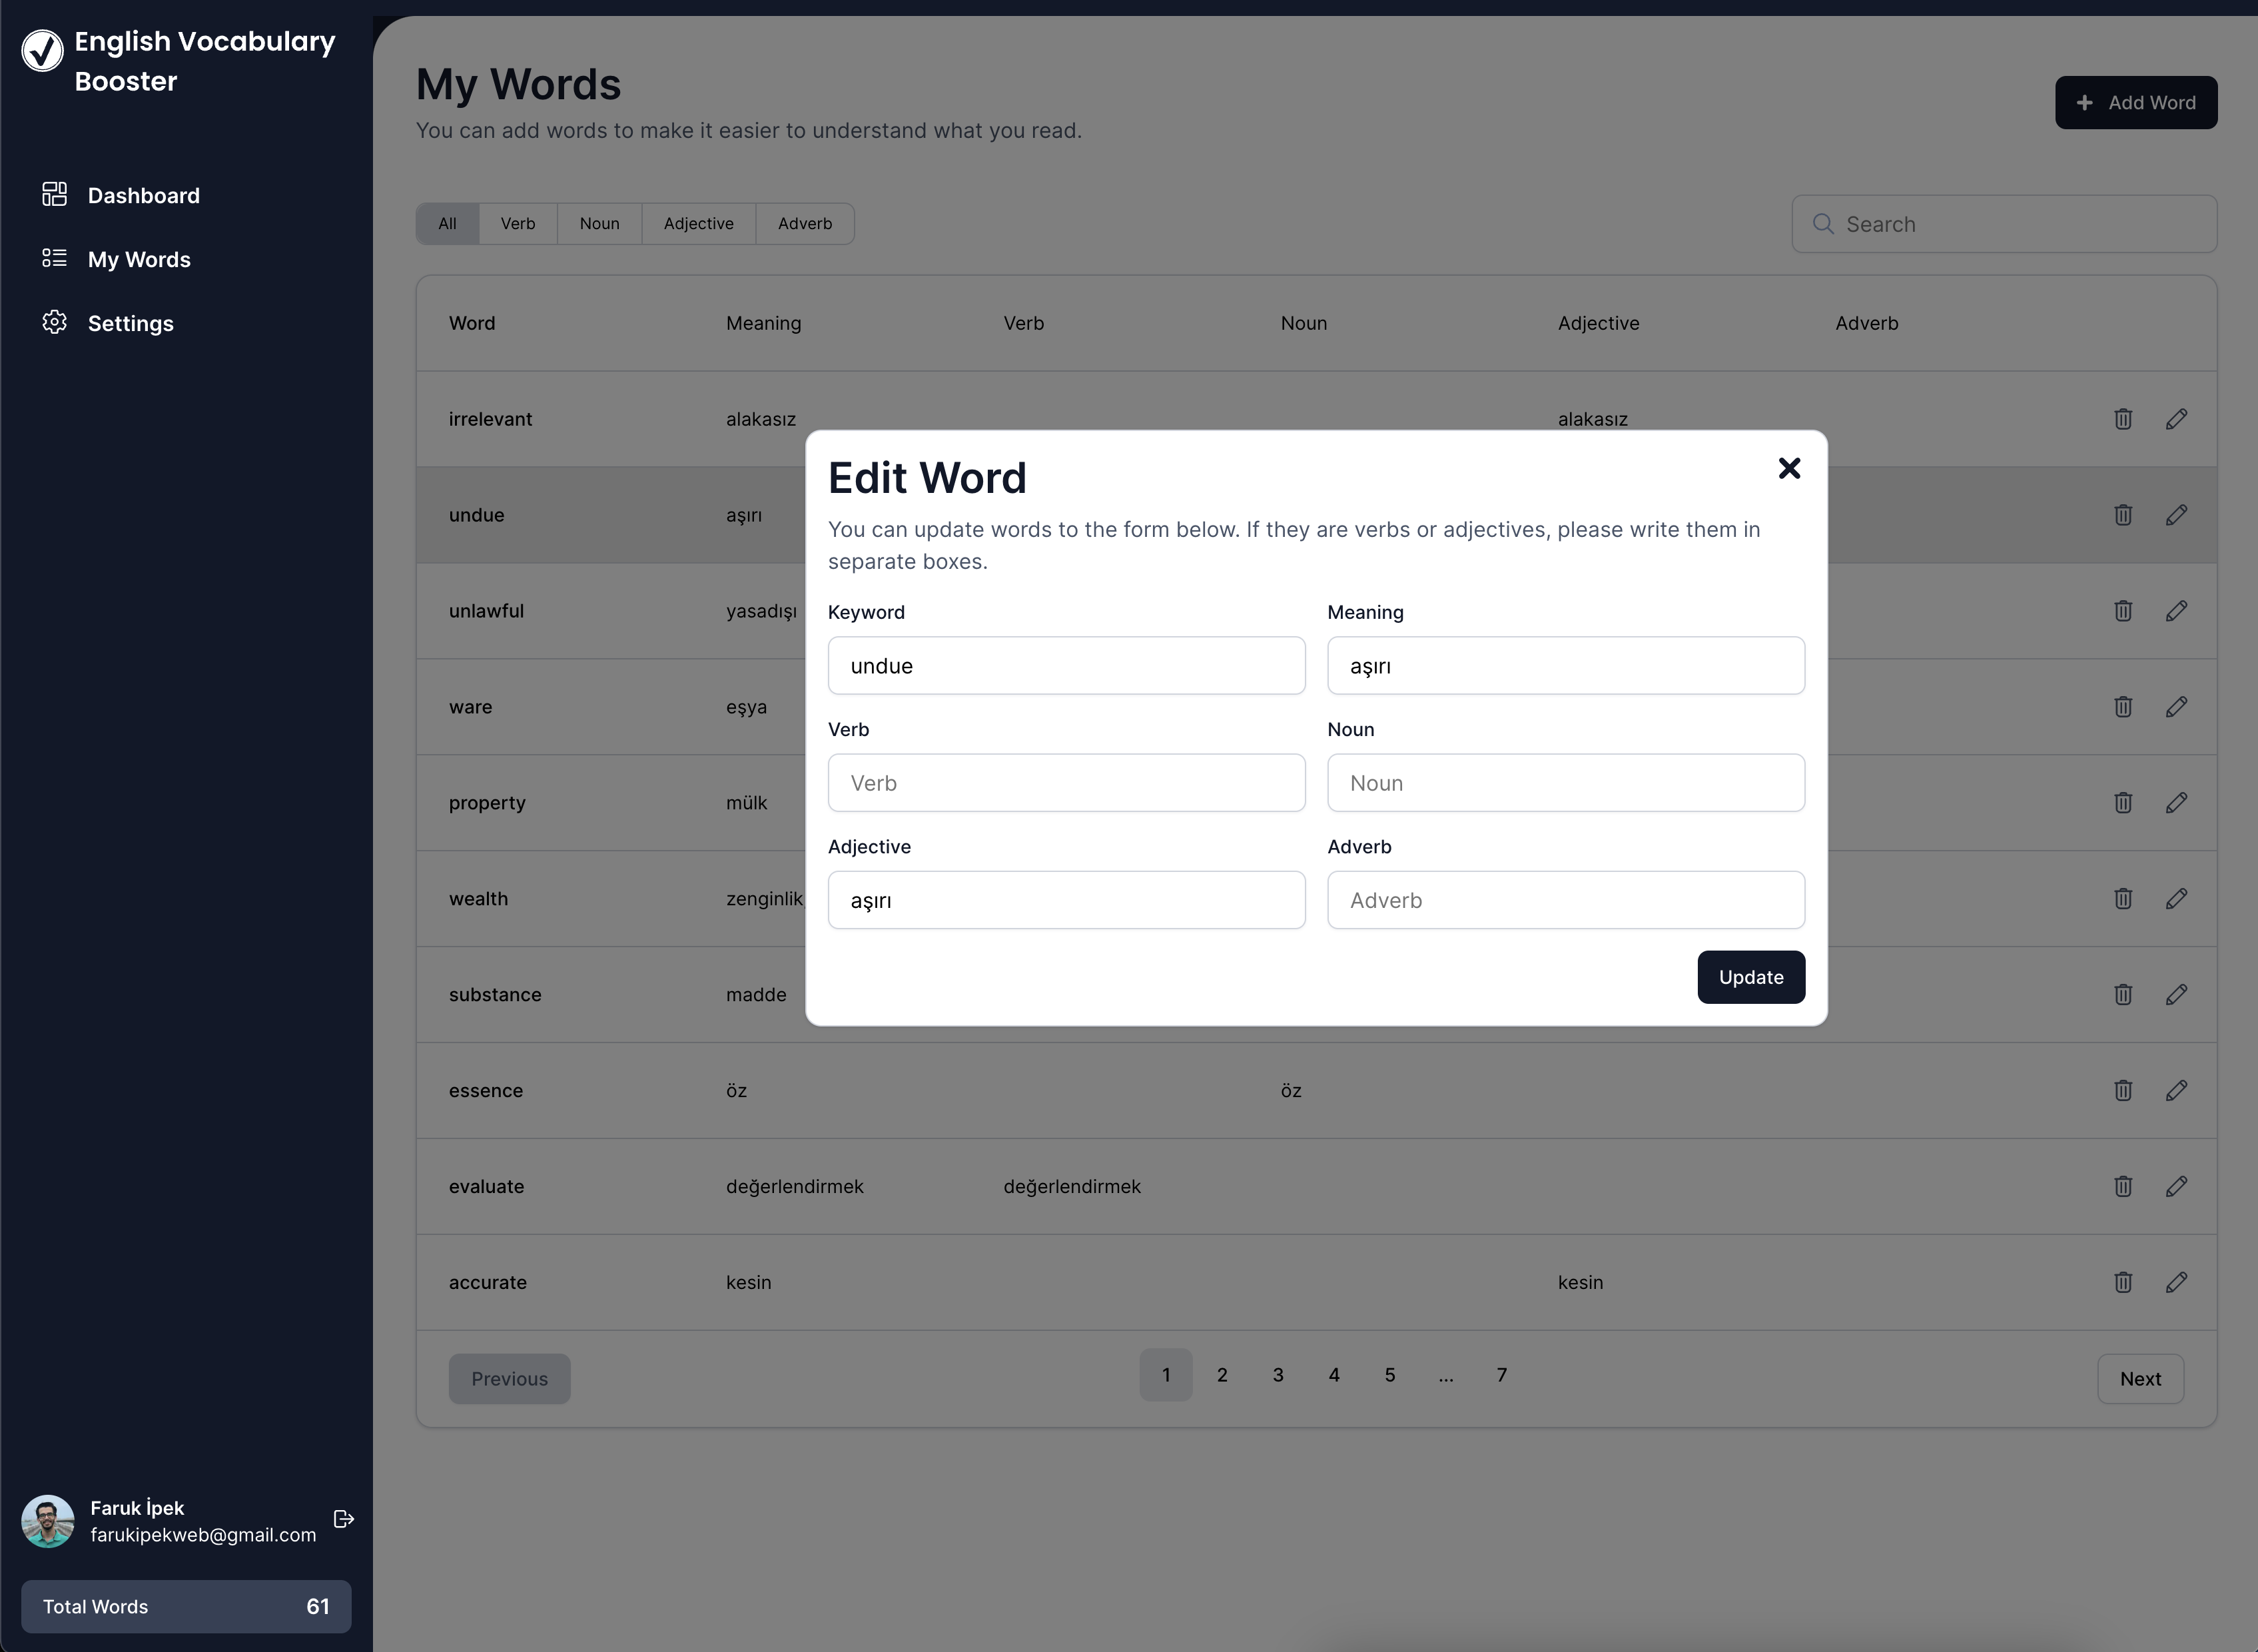 English Vocabulary
Booster
Dashboard
My Words
Settings
My Words
You can add words to make it easier to understand what you read.
+ Add Word
All Verb Noun Adjective Adverb
Search
Word Meaning Verb Noun Adjective Adverb
irrelevant alakasız alakasız
undue aşırı
unlawful yasadışı
ware eşya
property mülk
wealth zenginlik
substance madde
essence öz öz
evaluate değerlendirmek değerlendirmek
accurate kesin kesin
Previous 1 2 3 4 5 ... 7 Next
Edit Word
You can update words to the form below. If they are verbs or adjectives, please write them in
separate boxes.
Keyword Meaning
undue aşırı
Verb Noun
Verb Noun
Adjective Adverb
aşırı Adverb
Update
Faruk İpek
farukipekweb@gmail.com
Total Words 61